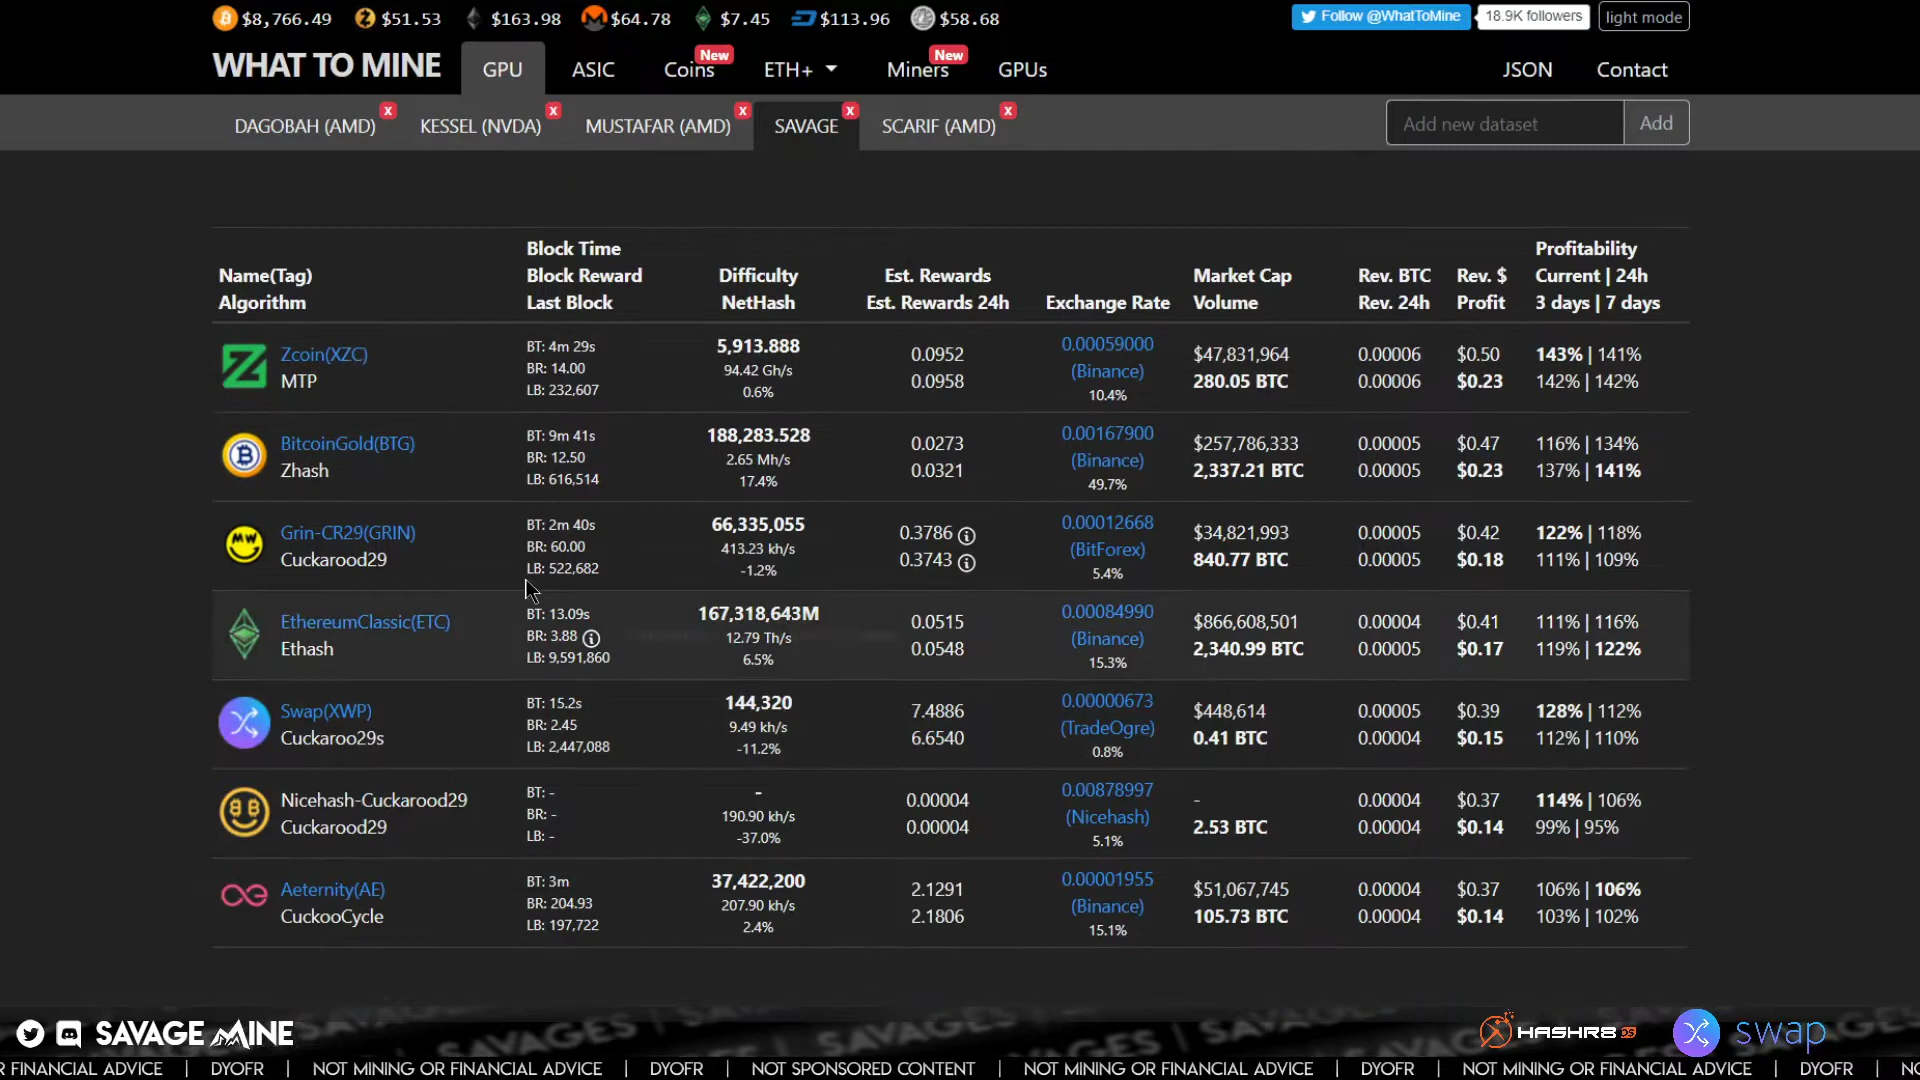 $8,766.49 $51.53 $163.98 $64.78 $7.45 $113.96 $58.68 Follow @WhatToMine 18.9K followers light mode
WHAT TO MINE GPU ASIC Coins New ETH+ Miners New GPUs JSON Contact
DAGOBAH (AMD) x KESSEL (NVDA) x MUSTAFAR (AMD) x SAVAGE x SCARIF (AMD) x Add new dataset Add
Block Time Profitability
Name(Tag) Block Reward Difficulty Est. Rewards Market Cap Rev. BTC Rev. $ Current | 24h
Algorithm Last Block NetHash Est. Rewards 24h Exchange Rate Volume Rev. 24h Profit 3 days | 7 days
Zcoin(XZC)
MTP
BT: 4m 29s
BR: 14.00
LB: 232,607
5,913.888
94.42 Gh/s
0.6%
0.0952
0.0958
0.00059000
(Binance)
10.4%
$47,831,964
280.05 BTC
0.00006
0.00006
$0.50
$0.23
143% | 141%
142% | 142%
BitcoinGold(BTG)
Zhash
BT: 9m 41s
BR: 12.50
LB: 616,514
188,283.528
2.65 Mh/s
17.4%
0.0273
0.0321
0.00167900
(Binance)
49.7%
$257,786,333
2,337.21 BTC
0.00005
0.00005
$0.47
$0.23
116% | 134%
137% | 141%
MW
Grin-CR29(GRIN)
Cuckarood29
BT: 2m 40s
BR: 60.00
LB: 522,682
66,335,055
413.23 kh/s
-1.2%
0.3786
0.3743
0.00012668
(BitForex)
5.4%
$34,821,993
840.77 BTC
0.00005
0.00005
$0.42
$0.18
122% | 118%
111% | 109%
EthereumClassic(ETC)
Ethash
BT: 13.09s
BR: 3.88
LB: 9,591,860
167,318,643M
12.79 Th/s
6.5%
0.0515
0.0548
0.00084990
(Binance)
15.3%
$866,608,501
2,340.99 BTC
0.00004
0.00005
$0.41
$0.17
111% | 116%
119% | 122%
Swap(XWP)
Cuckaroo29s
BT: 15.2s
BR: 2.45
LB: 2,447,088
144,320
9.49 kh/s
-11.2%
7.4886
6.6540
0.00000673
(TradeOgre)
0.8%
$448,614
0.41 BTC
0.00005
0.00004
$0.39
$0.15
128% | 112%
112% | 110%
Nicehash-Cuckarood29
Cuckarood29
BT: -
BR: -
LB: -
-
190.90 kh/s
-37.0%
0.00004
0.00004
0.00878997
(Nicehash)
5.1%
-
2.53 BTC
0.00004
0.00004
$0.37
$0.14
114% | 106%
99% | 95%
Aeternity(AE)
CuckooCycle
BT: 3m
BR: 204.93
LB: 197,722
37,422,200
207.90 kh/s
2.4%
2.1291
2.1806
0.00001955
(Binance)
15.1%
$51,067,745
105.73 BTC
0.00004
0.00004
$0.37
$0.14
106% | 106%
103% | 102%
SAVAGE MINE HASHR8 OS swap
R FINANCIAL ADVICE | DYOFR | NOT MINING OR FINANCIAL ADVICE | DYOFR | NOT SPONSORED CONTENT | NOT MINING OR FINANCIAL ADVICE | DYOFR | NOT MINING OR FINANCIAL ADVICE | DYOFR | NO